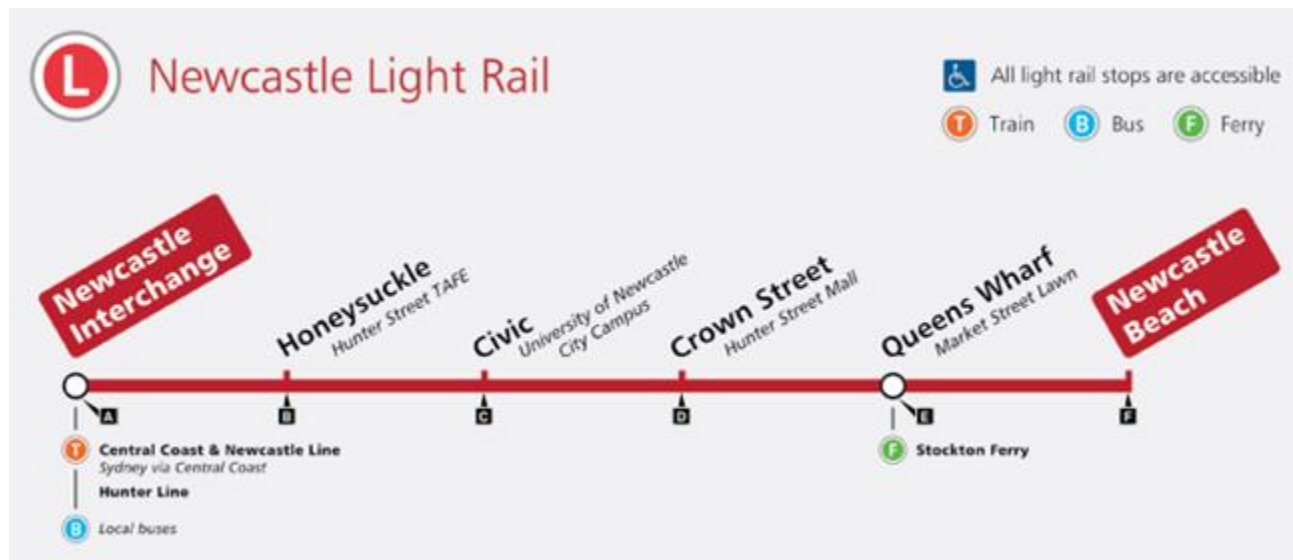 L Newcastle Light Rail
All light rail stops are accessible
T Train B Bus F Ferry
Newcastle
Interchange
Honeysuckle
Hunter Street TAFE
Civic
University of Newcastle
City Campus
Crown Street
Hunter Street Mall
Queens Wharf
Market Street Lawn
Newcastle
Beach
A B C D E F
T Central Coast & Newcastle Line
Sydney via Central Coast
Hunter Line
B Local buses
F Stockton Ferry